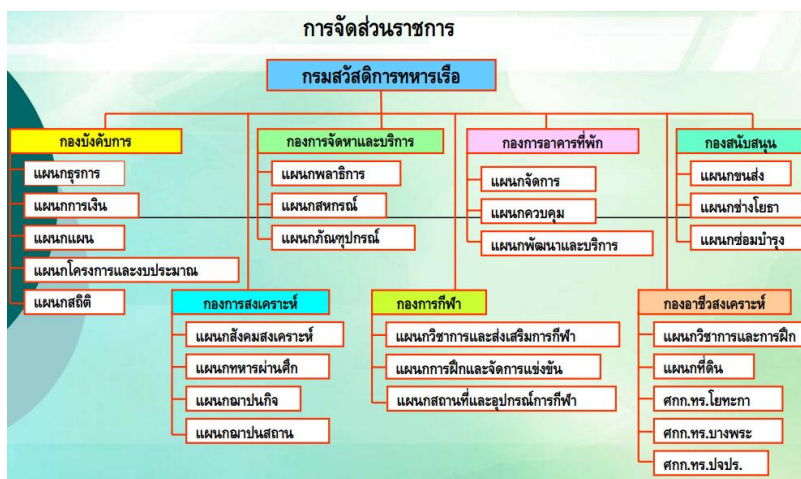 การจัดส่วนราชการ
กรมสวัสดิการทหารเรือ
กองบังคับการ
แผนกธุรการ
แผนกการเงิน
แผนกแผน
แผนกโครงการและงบประมาณ
แผนกสถิติ
กองการจัดหาและบริการ
แผนกพลาธิการ
แผนกสหกรณ์
แผนกภัณฑุปกรณ์
กองการอาคารที่พัก
แผนกจัดการ
แผนกควบคุม
แผนกพัฒนาและบริการ
กองสนับสนุน
แผนกขนส่ง
แผนกช่างโยธา
แผนกซ่อมบำรุง
กองการสงเคราะห์
แผนกสังคมสงเคราะห์
แผนกทหารผ่านศึก
แผนกฌาปนกิจ
แผนกฌาปนสถาน
กองการกีฬา
แผนกวิชาการและส่งเสริมการกีฬา
แผนกการฝึกและจัดการแข่งขัน
แผนกสถานที่และอุปกรณ์การกีฬา
กองอาชีวสงเคราะห์
แผนกวิชาการและการฝึก
แผนกที่ดิน
ศกก.ทร.โยทะกา
ศกก.ทร.บางพระ
ศกก.ทร.ปจปร.